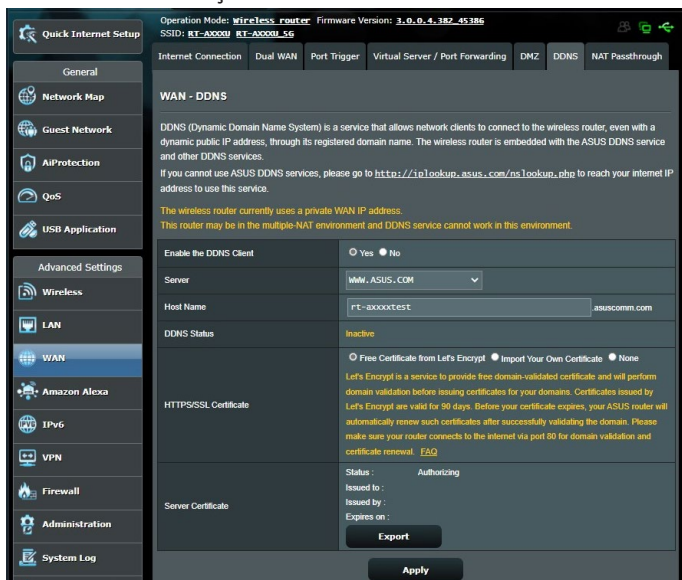 Operation Mode: Wireless router Firmware Version: 3.0.0.4.382_45386
SSID: RT-AXXXU RT-AXXXU_5G
Quick Internet Setup
General
Network Map
Guest Network
AiProtection
QoS
USB Application
Advanced Settings
Wireless
LAN
WAN
Amazon Alexa
IPv6
VPN
Firewall
Administration
System Log
Internet Connection Dual WAN Port Trigger Virtual Server / Port Forwarding DMZ DDNS NAT Passthrough
WAN - DDNS
DDNS (Dynamic Domain Name System) is a service that allows network clients to connect to the wireless router, even with a
dynamic public IP address, through its registered domain name. The wireless router is embedded with the ASUS DDNS service
and other DDNS services.
If you cannot use ASUS DDNS services, please go to http://iplookup.asus.com/nslookup.php to reach your internet IP
address to use this service.
The wireless router currently uses a private WAN IP address.
This router may be in the multiple-NAT environment and DDNS service cannot work in this environment.
Enable the DDNS Client Yes No
Server WWW.ASUS.COM
Host Name rt-axxxxtest .asuscomm.com
DDNS Status Inactive
HTTPS/SSL Certificate
Free Certificate from Let's Encrypt Import Your Own Certificate None
Let's Encrypt is a service to provide free domain-validated certificate and will perform
domain validation before issuing certificates for your domains. Certificates issued by
Let's Encrypt are valid for 90 days. Before your certificate expires, your ASUS router will
automatically renew such certificates after successfully validating the domain. Please
make sure your router connects to the internet via port 80 for domain validation and
certificate renewal. FAQ
Server Certificate
Status : Authorizing
Issued to :
Issued by :
Expires on :
Export
Apply